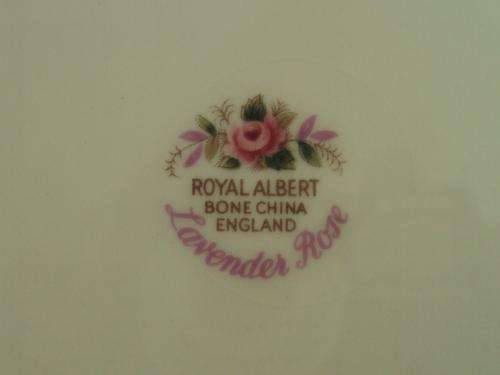 ROYAL ALBERT
BONE CHINA
ENGLAND
Lavender Rose